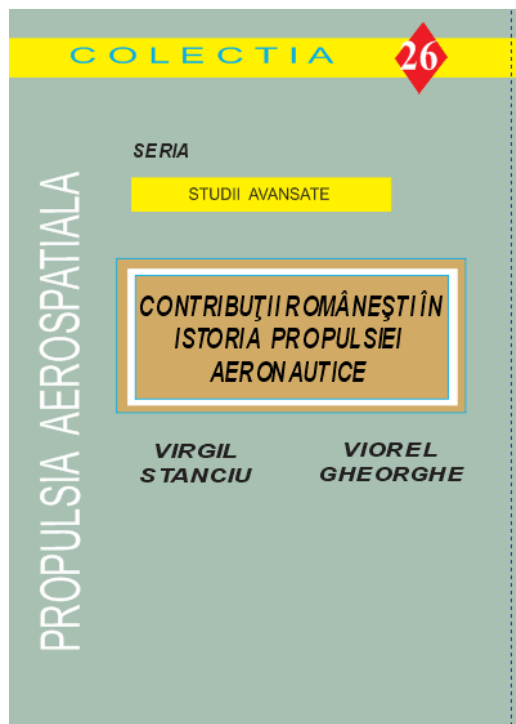 COLECTIA 26
SERIA
STUDII AVANSATE
PROPULSIA AEROSPATIALA
CONTRIBUŢII ROMÂNEŞTI ÎN
ISTORIA PROPULSIEI
AERONAUTICE
VIRGIL
STANCIU
VIOREL
GHEORGHE